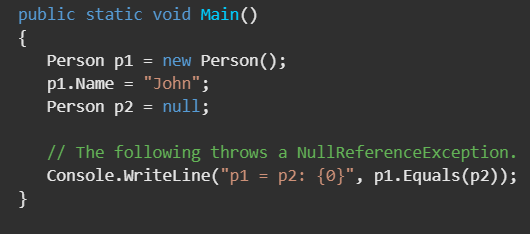 public static void Main()
{
Person p1 = new Person();
p1.Name = "John";
Person p2 = null;
// The following throws a NullReferenceException.
Console.WriteLine("p1 = p2: {0}", p1.Equals(p2));
}